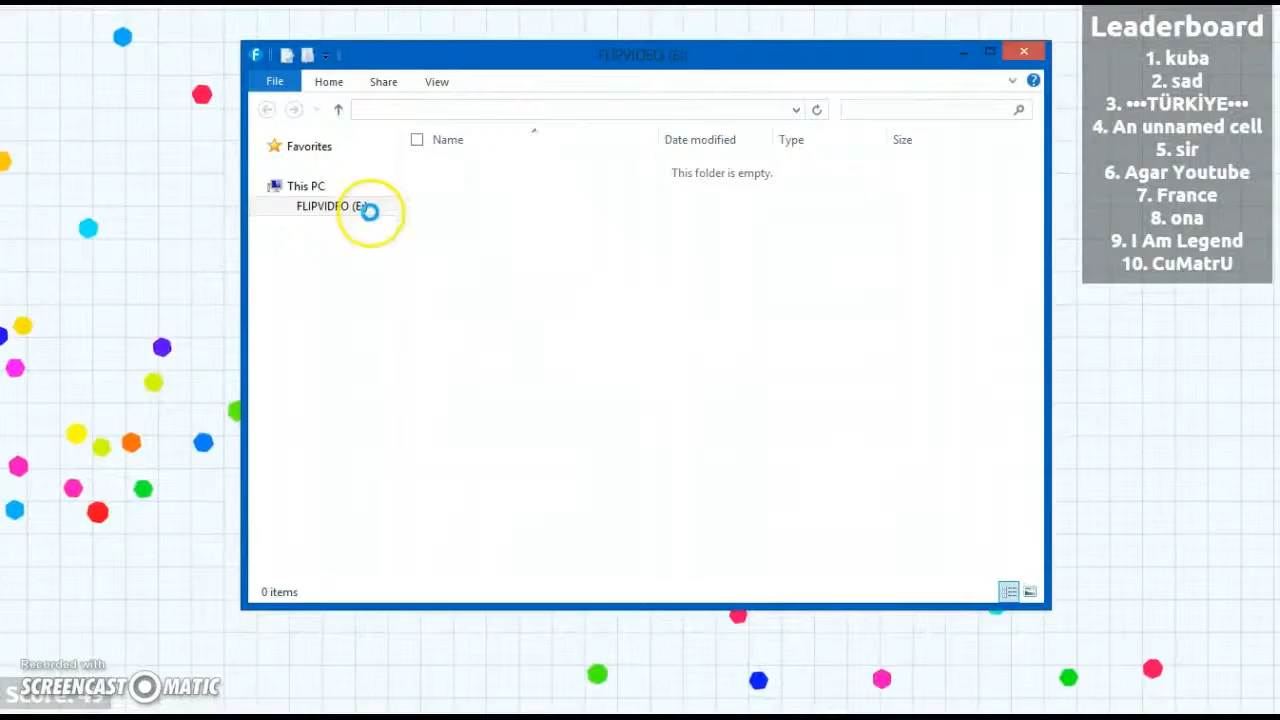 FLIPVIDEO (E:)
File
Home
Share
View
Name
Date modified
Type
Size
Favorites
This folder is empty.
This PC
FLIPVIDEO (E:)
0 items
Leaderboard
1. kuba
2. sad
3. •••TÜRKİYE•••
4. An unnamed cell
5. sir
6. Agar Youtube
7. France
8. ona
9. I Am Legend
10. CuMatrU
Recorded with
SCREENCAST MATIC